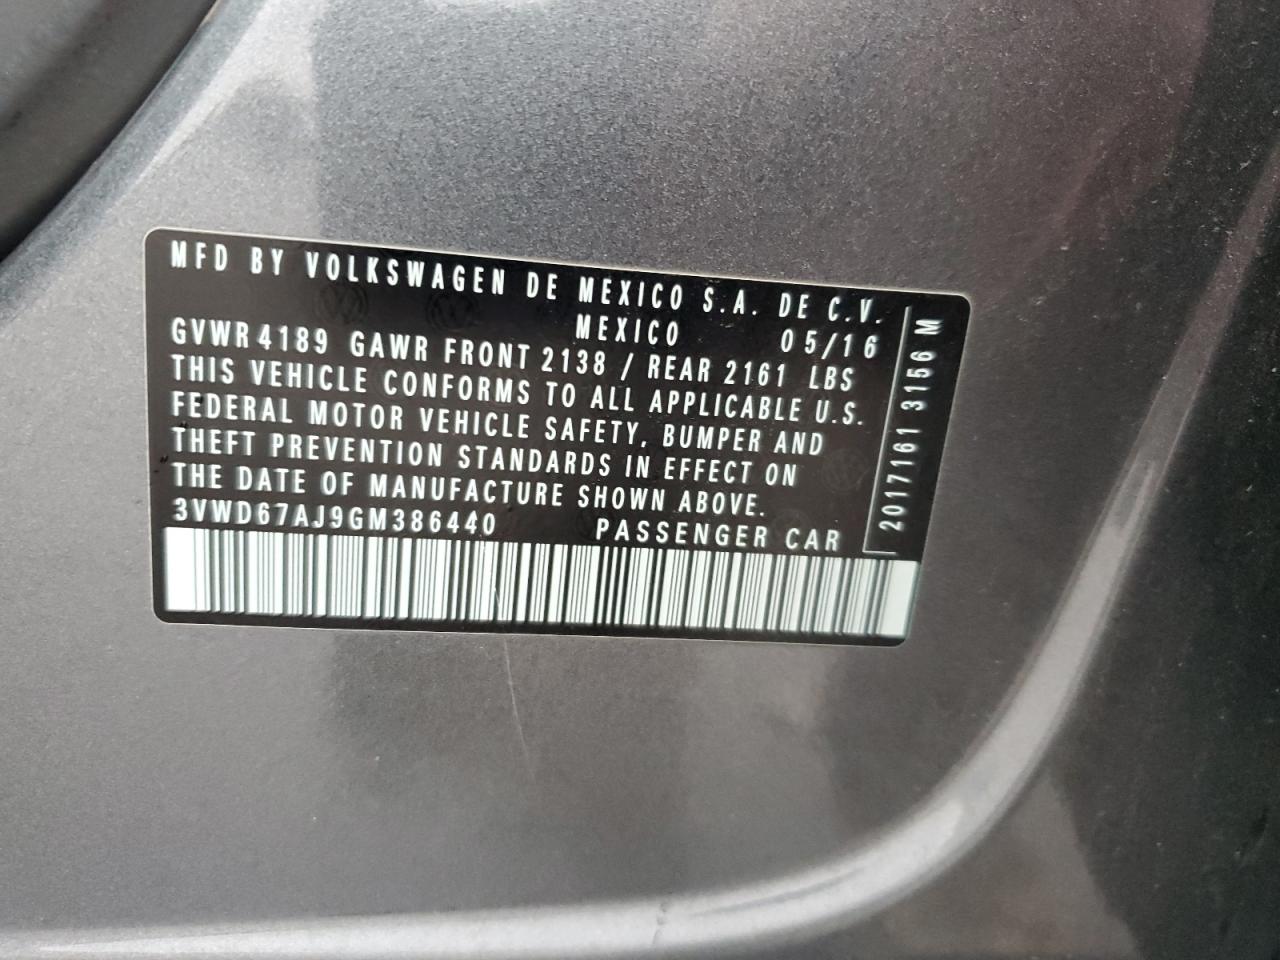 MFD BY VOLKSWAGEN DE MEXICO S.A. DE C.V.
MEXICO 05/16
GVWR 4189 GAWR FRONT 2138 / REAR 2161 LBS
THIS VEHICLE CONFORMS TO ALL APPLICABLE U.S.
FEDERAL MOTOR VEHICLE SAFETY, BUMPER AND
THEFT PREVENTION STANDARDS IN EFFECT ON
THE DATE OF MANUFACTURE SHOWN ABOVE.
3VWD67AJ9GM386440 PASSENGER CAR
2017161 3156 M